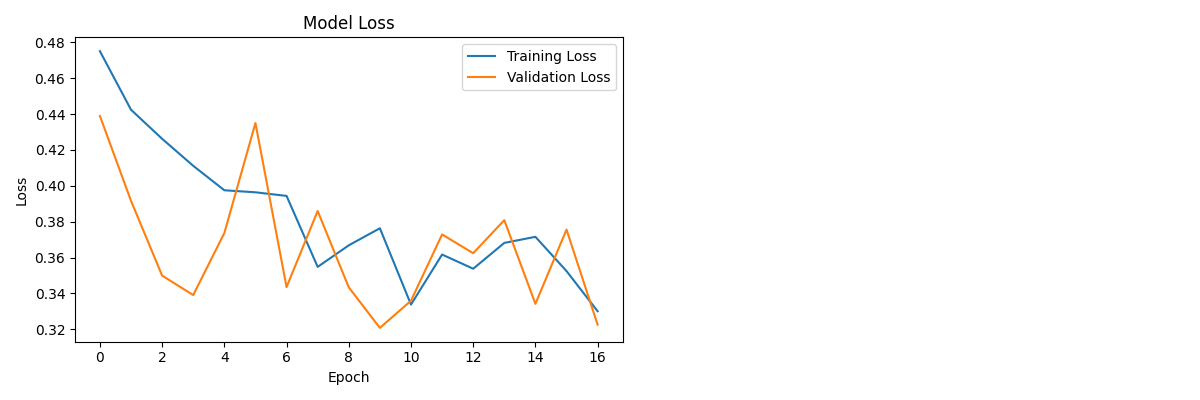 Model Loss
Training Loss
Validation Loss
0.48
0.46
0.44
0.42
0.40
0.38
0.36
0.34
0.32
Loss
0 2 4 6 8 10 12 14 16
Epoch